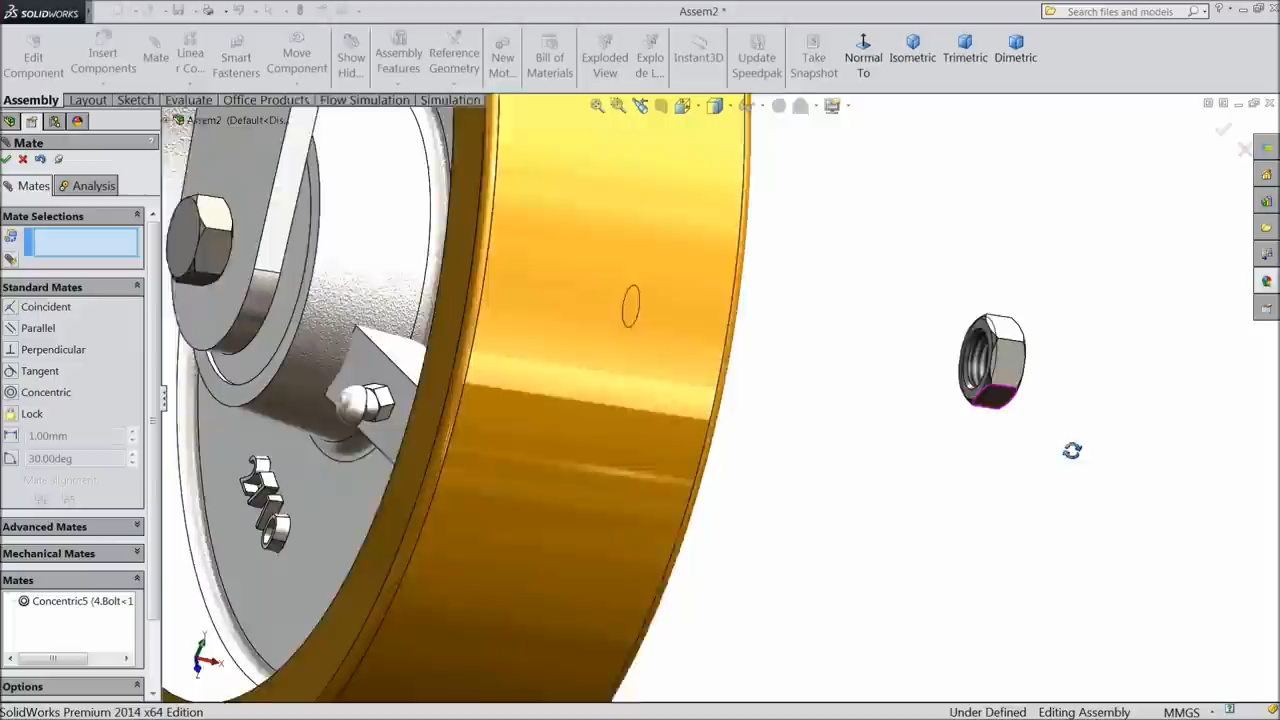 SOLIDWORKS
Assem2 *
Search files and models
Edit
Component
Insert
Components
Mate
Linea
r Co...
Smart
Fasteners
Move
Component
Show
Hid...
Assembly
Features
Reference
Geometry
New
Mot...
Bill of
Materials
Exploded
View
Explo
de L...
Instant3D
Update
Speedpak
Take
Snapshot
Normal
To
Isometric
Trimetric
Dimetric
Assembly
Layout
Sketch
Evaluate
Office Products
Flow Simulation
Simulation
Assem2 (Default<Dis...
Mate
Mates
Analysis
Mate Selections
Standard Mates
Coincident
Parallel
Perpendicular
Tangent
Concentric
Lock
1.00mm
30.00deg
Mate alignment
Advanced Mates
Mechanical Mates
Mates
Concentric5 (4.Bolt<1
Options
Y
X
Z
SolidWorks Premium 2014 x64 Edition
Under Defined
Editing Assembly
MMGS